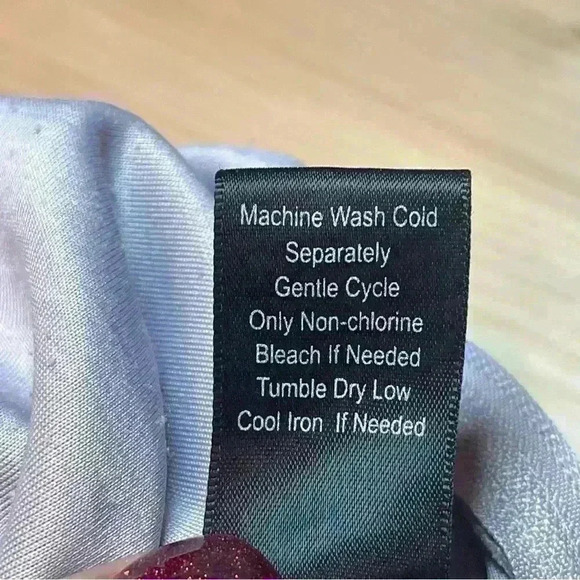 Machine Wash Cold
Separately
Gentle Cycle
Only Non-chlorine
Bleach If Needed
Tumble Dry Low
Cool Iron If Needed